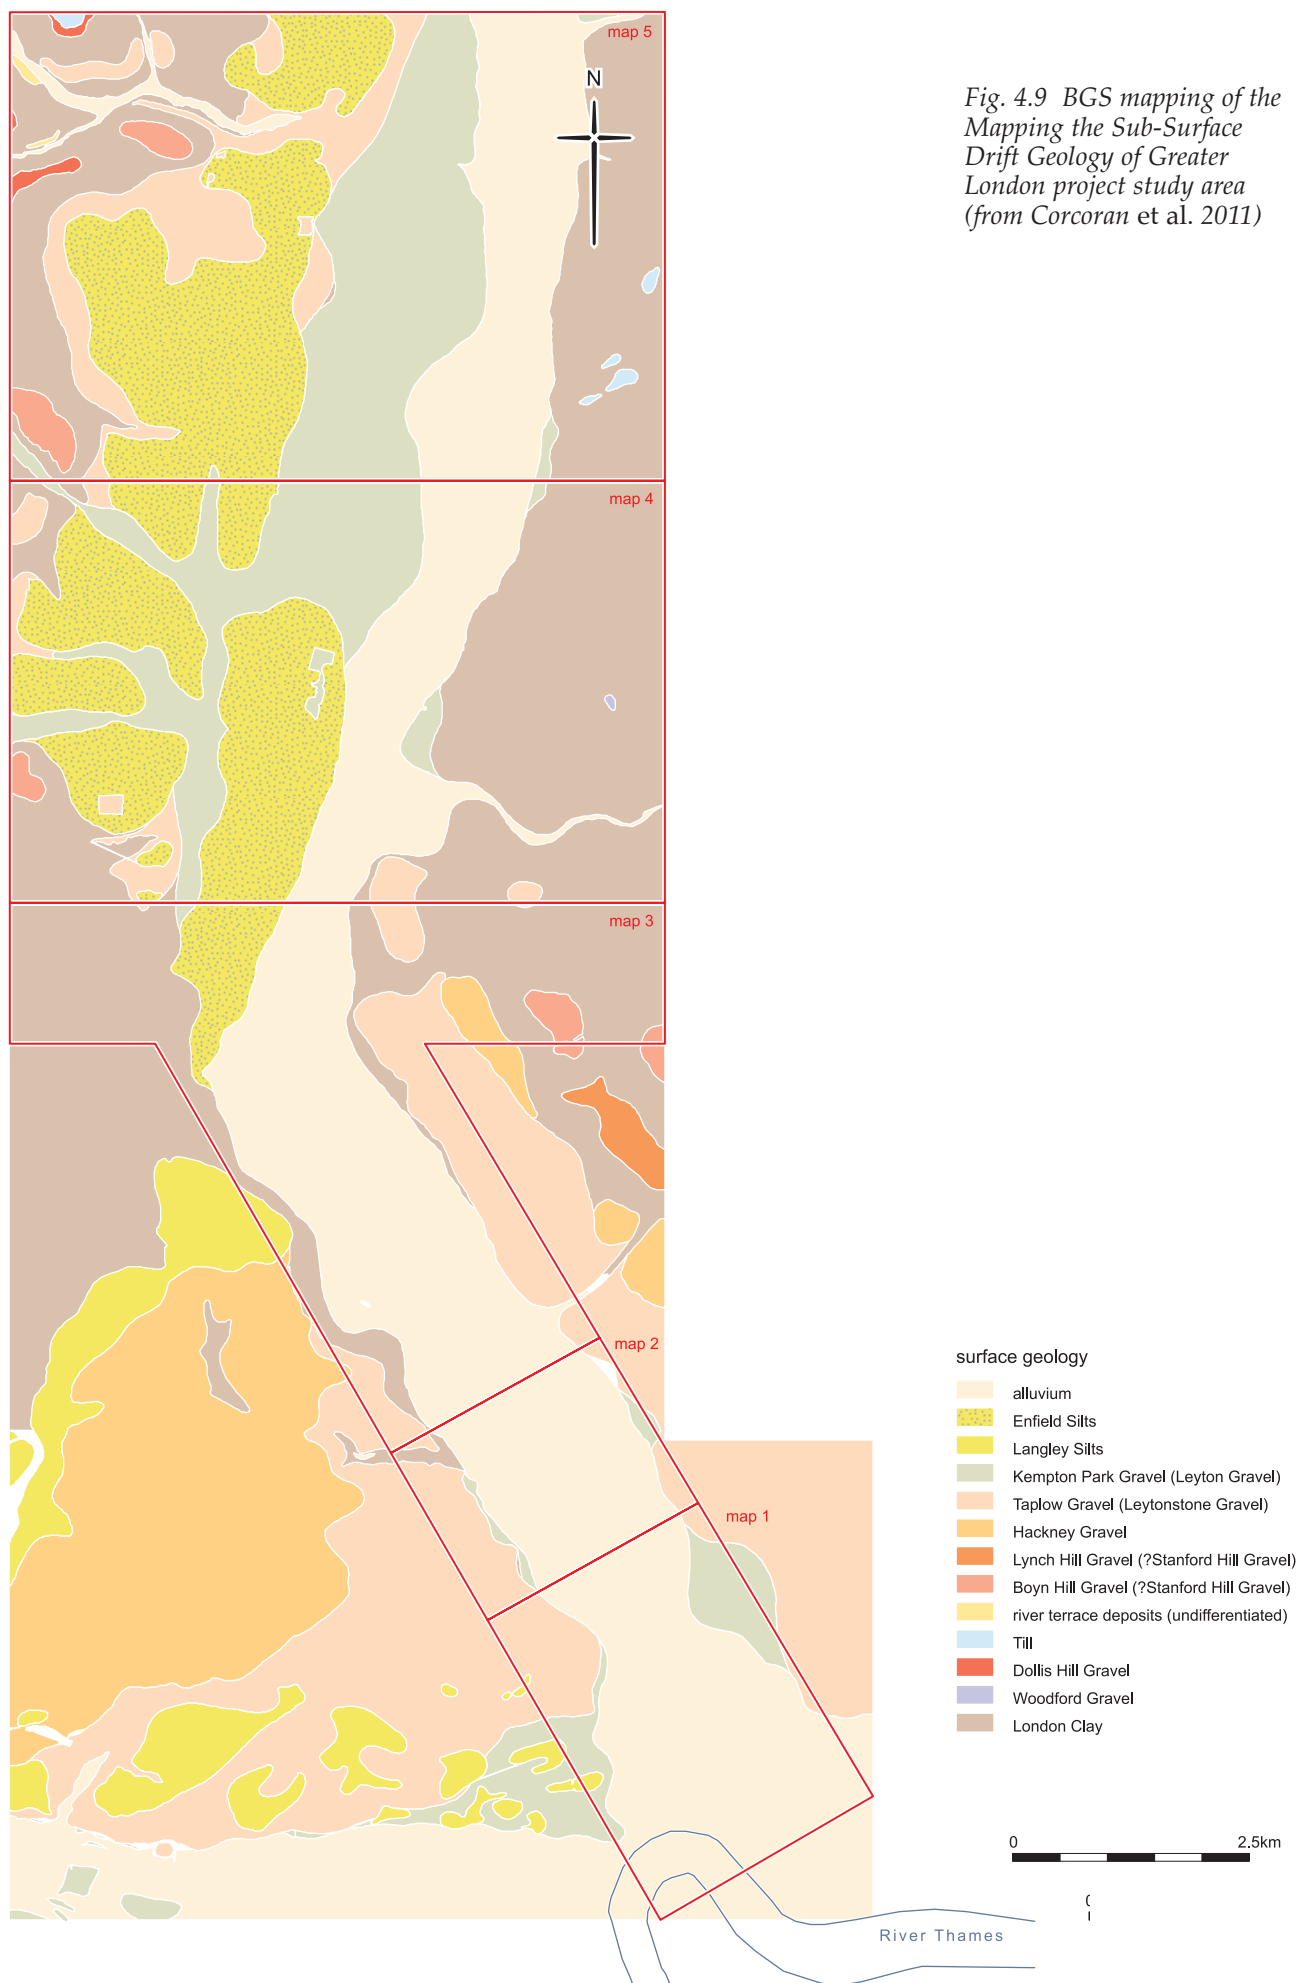 map 5
N
Fig. 4.9 BGS mapping of the
Mapping the Sub-Surface
Drift Geology of Greater
London project study area
(from Corcoran et al. 2011)
map 4
map 3
map 2
map 1
surface geology
alluvium
Enfield Silts
Langley Silts
Kempton Park Gravel (Leyton Gravel)
Taplow Gravel (Leytonstone Gravel)
Hackney Gravel
Lynch Hill Gravel (?Stanford Hill Gravel)
Boyn Hill Gravel (?Stanford Hill Gravel)
river terrace deposits (undifferentiated)
Till
Dollis Hill Gravel
Woodford Gravel
London Clay
0 2.5km
River Thames